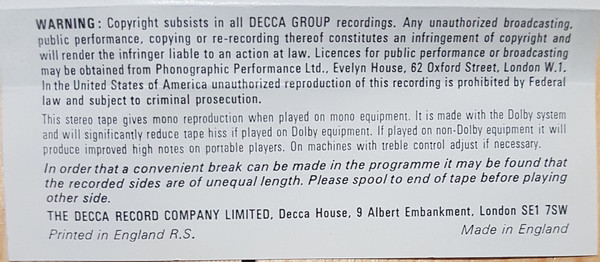 WARNING: Copyright subsists in all DECCA GROUP recordings. Any unauthorized broadcasting,
public performance, copying or re-recording thereof constitutes an infringement of copyright and
will render the infringer liable to an action at law. Licences for public performance or broadcasting
may be obtained from Phonographic Performance Ltd., Evelyn House, 62 Oxford Street, London W.1.
In the United States of America unauthorized reproduction of this recording is prohibited by Federal
law and subject to criminal prosecution.
This stereo tape gives mono reproduction when played on mono equipment. It is made with the Dolby system
and will significantly reduce tape hiss if played on Dolby equipment. If played on non-Dolby equipment it will
produce improved high notes on portable players. On machines with treble control adjust if necessary.
In order that a convenient break can be made in the programme it may be found that
the recorded sides are of unequal length. Please spool to end of tape before playing
other side.
THE DECCA RECORD COMPANY LIMITED, Decca House, 9 Albert Embankment, London SE1 7SW
Printed in England R.S. Made in England